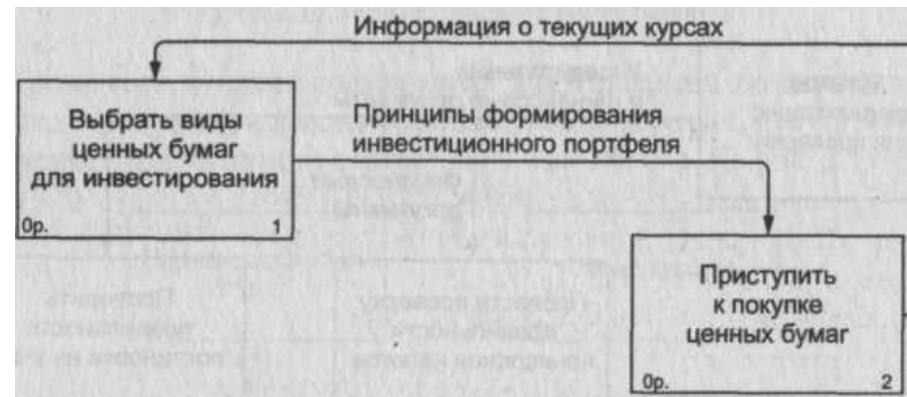 Информация о текущих курсах
Выбрать виды
ценных бумаг
для инвестирования
0р. 1
Принципы формирования
инвестиционного портфеля
Приступить
к покупке
ценных бумаг
0р. 2